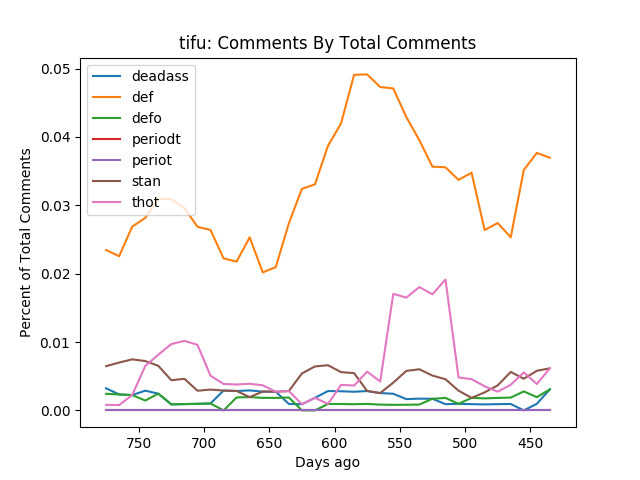 tifu: Comments By Total Comments
deadass
def
defo
periodt
periot
stan
thot
Percent of Total Comments
0.05
0.04
0.03
0.02
0.01
0.00
750 700 650 600 550 500 450
Days ago